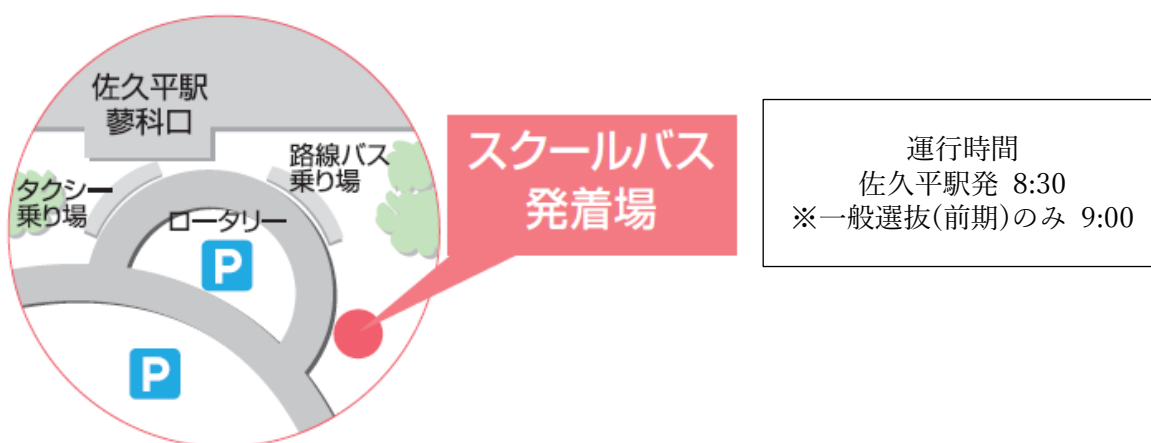 佐久平駅
蓼科口
タクシー
乗り場
路線バス
乗り場
ロータリー
P
P
スクールバス
発着場
運行時間
佐久平駅発 8:30
※一般選抜(前期)のみ 9:00